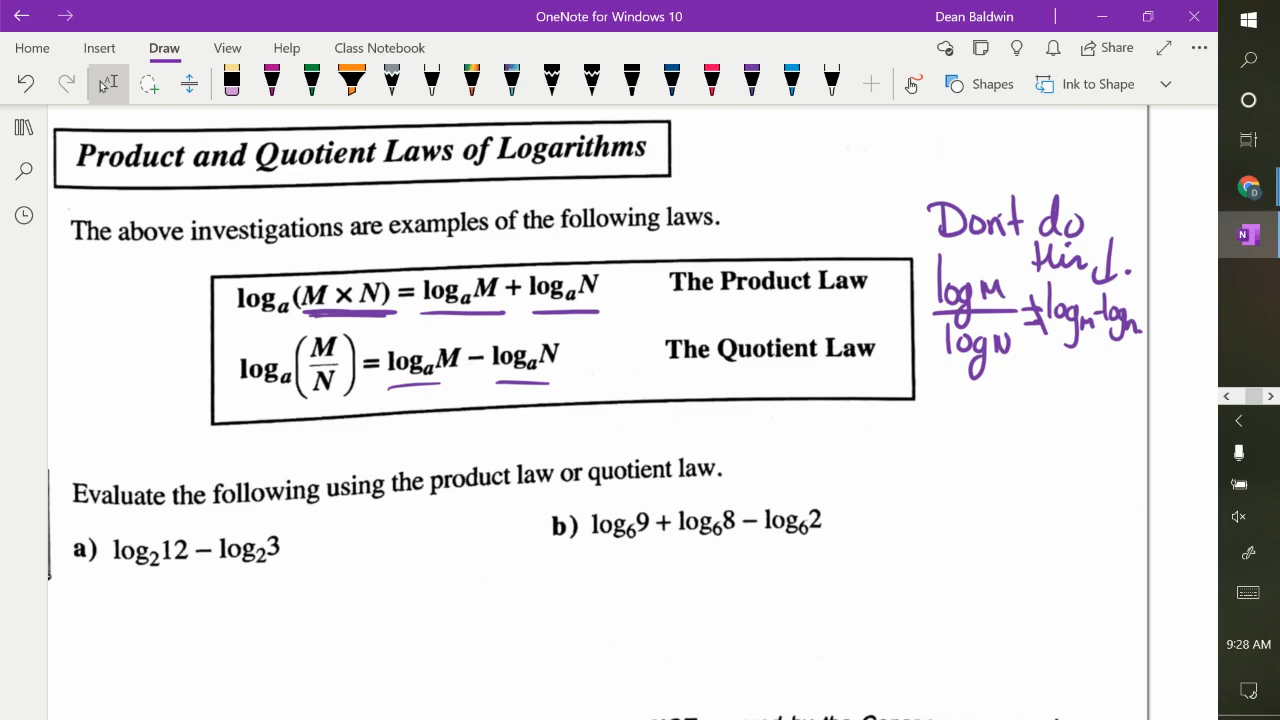 OneNote for Windows 10
Dean Baldwin
Home Insert Draw View Help Class Notebook
Share
Shapes
Ink to Shape
Product and Quotient Laws of Logarithms
The above investigations are examples of the following laws.
logₐ(M × N) = logₐM + logₐN The Product Law
logₐ(M/N) = logₐM − logₐN The Quotient Law
Don't do
this ↓.
log M / log N ≠ log m - log n
Evaluate the following using the product law or quotient law.
a) log₂12 − log₂3
b) log₆9 + log₆8 − log₆2
9:28 AM